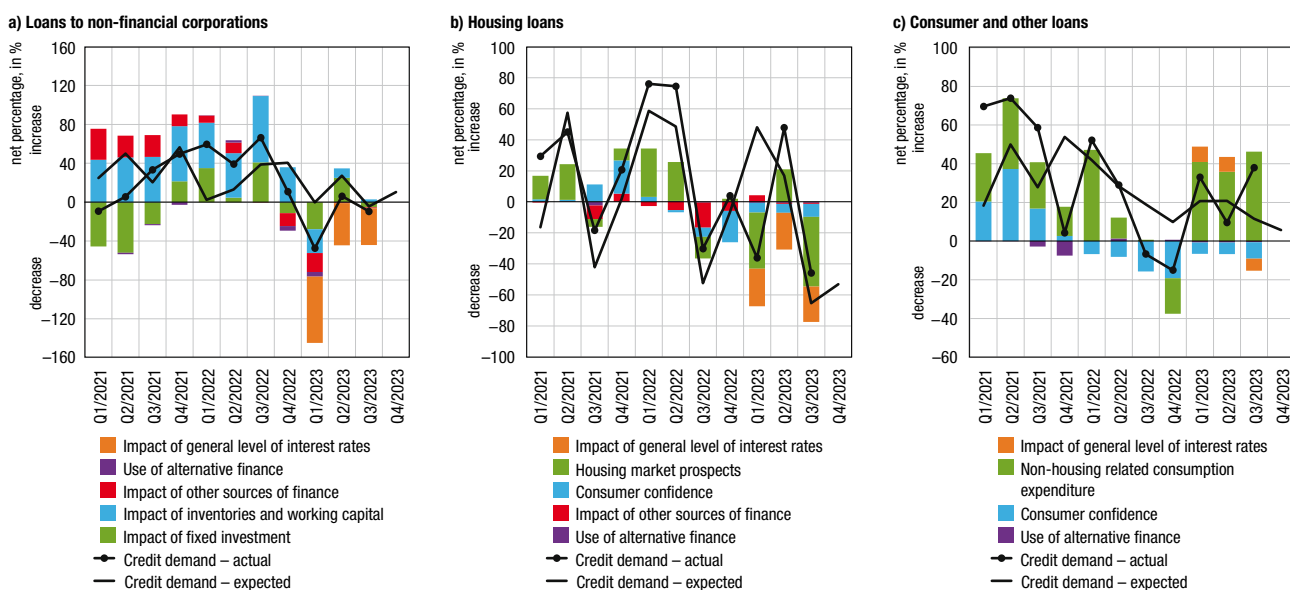 a) Loans to non-financial corporations
net percentage, in %
increase
decrease
160
120
80
40
0
−40
−80
−120
−160
Q1/2021
Q2/2021
Q3/2021
Q4/2021
Q1/2022
Q2/2022
Q3/2022
Q4/2022
Q1/2023
Q2/2023
Q3/2023
Q4/2023
Impact of general level of interest rates
Use of alternative finance
Impact of other sources of finance
Impact of inventories and working capital
Impact of fixed investment
Credit demand – actual
Credit demand – expected
b) Housing loans
net percentage, in %
increase
decrease
100
80
60
40
20
0
−20
−40
−60
−80
−100
Q1/2021
Q2/2021
Q3/2021
Q4/2021
Q1/2022
Q2/2022
Q3/2022
Q4/2022
Q1/2023
Q2/2023
Q3/2023
Q4/2023
Impact of general level of interest rates
Housing market prospects
Consumer confidence
Impact of other sources of finance
Use of alternative finance
Credit demand – actual
Credit demand – expected
c) Consumer and other loans
net percentage, in %
increase
decrease
100
80
60
40
20
0
−20
−40
−60
Q1/2021
Q2/2021
Q3/2021
Q4/2021
Q1/2022
Q2/2022
Q3/2022
Q4/2022
Q1/2023
Q2/2023
Q3/2023
Q4/2023
Impact of general level of interest rates
Non-housing related consumption
expenditure
Consumer confidence
Use of alternative finance
Credit demand – actual
Credit demand – expected